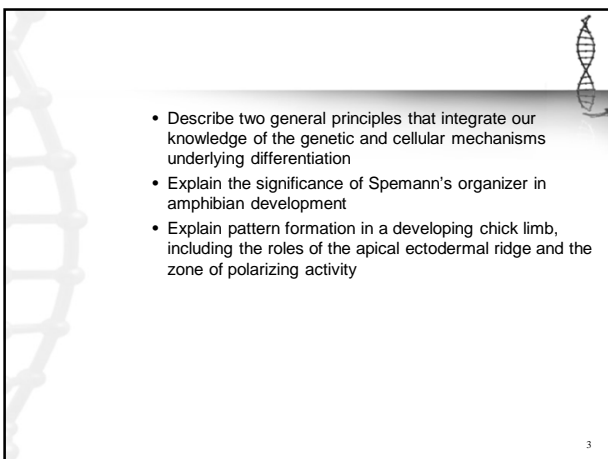 • Describe two general principles that integrate our
knowledge of the genetic and cellular mechanisms
underlying differentiation
• Explain the significance of Spemann’s organizer in
amphibian development
• Explain pattern formation in a developing chick limb,
including the roles of the apical ectodermal ridge and the
zone of polarizing activity
3